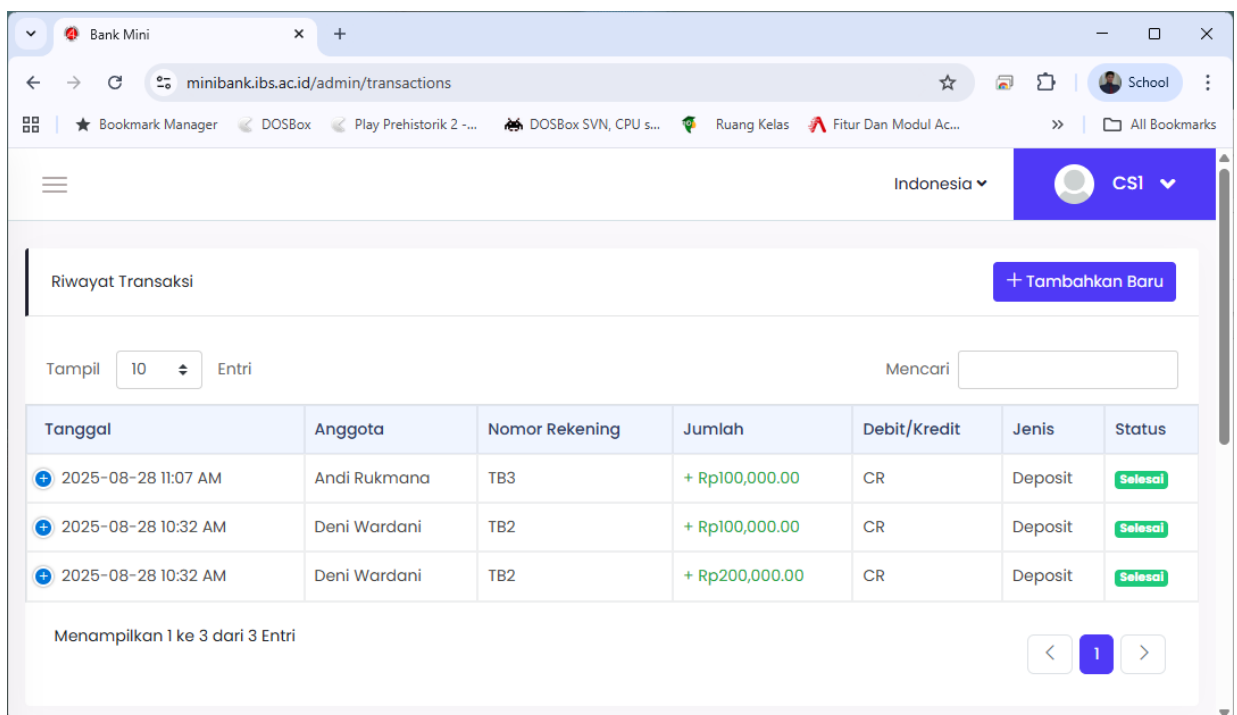 Bank Mini
minibank.ibs.ac.id/admin/transactions
School
Bookmark Manager DOSBox Play Prehistorik 2 -... DOSBox SVN, CPU s... Ruang Kelas Fitur Dan Modul Ac... » All Bookmarks
Indonesia CS1
Riwayat Transaksi + Tambahkan Baru
Tampil 10 Entri Mencari
Tanggal Anggota Nomor Rekening Jumlah Debit/Kredit Jenis Status
2025-08-28 11:07 AM Andi Rukmana TB3 + Rp100,000.00 CR Deposit Selesai
2025-08-28 10:32 AM Deni Wardani TB2 + Rp100,000.00 CR Deposit Selesai
2025-08-28 10:32 AM Deni Wardani TB2 + Rp200,000.00 CR Deposit Selesai
Menampilkan 1 ke 3 dari 3 Entri
1